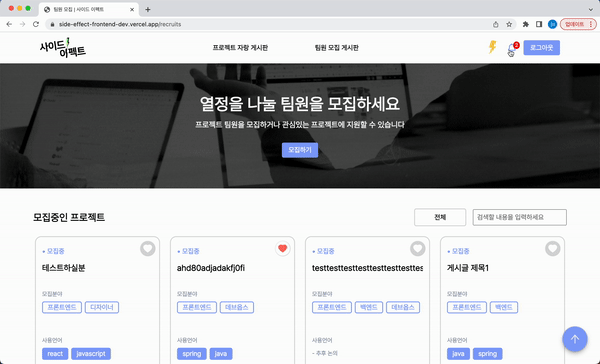 팀원 모집 | 사이드 이펙트
side-effect-frontend-dev.vercel.app/recruits
업데이트
사이드
이펙트
프로젝트 자랑 게시판
팀원 모집 게시판
2
로그아웃
열정을 나눌 팀원을 모집하세요
프로젝트 팀원을 모집하거나 관심있는 프로젝트에 지원할 수 있습니다
모집하기
모집중인 프로젝트
전체
검색할 내용을 입력하세요
• 모집중
테스트하실분
모집분야
프론트엔드 디자이너
사용언어
react javascript
• 모집중
ahd80adjadakfj0fi
모집분야
프론트엔드 데브옵스
사용언어
spring java
• 모집중
testtesttesttesttesttesttesttes
모집분야
프론트엔드 백엔드 데브옵스
사용언어
- 추후 논의
• 모집중
게시글 제목1
모집분야
프론트엔드 백엔드
사용언어
java spring